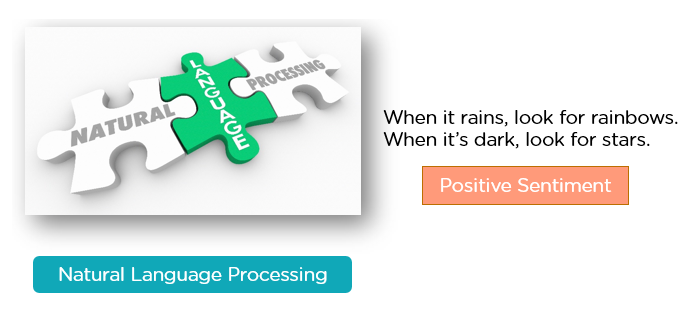 NATURAL
LANGUAGE
PROCESSING
When it rains, look for rainbows.
When it's dark, look for stars.
Positive Sentiment
Natural Language Processing